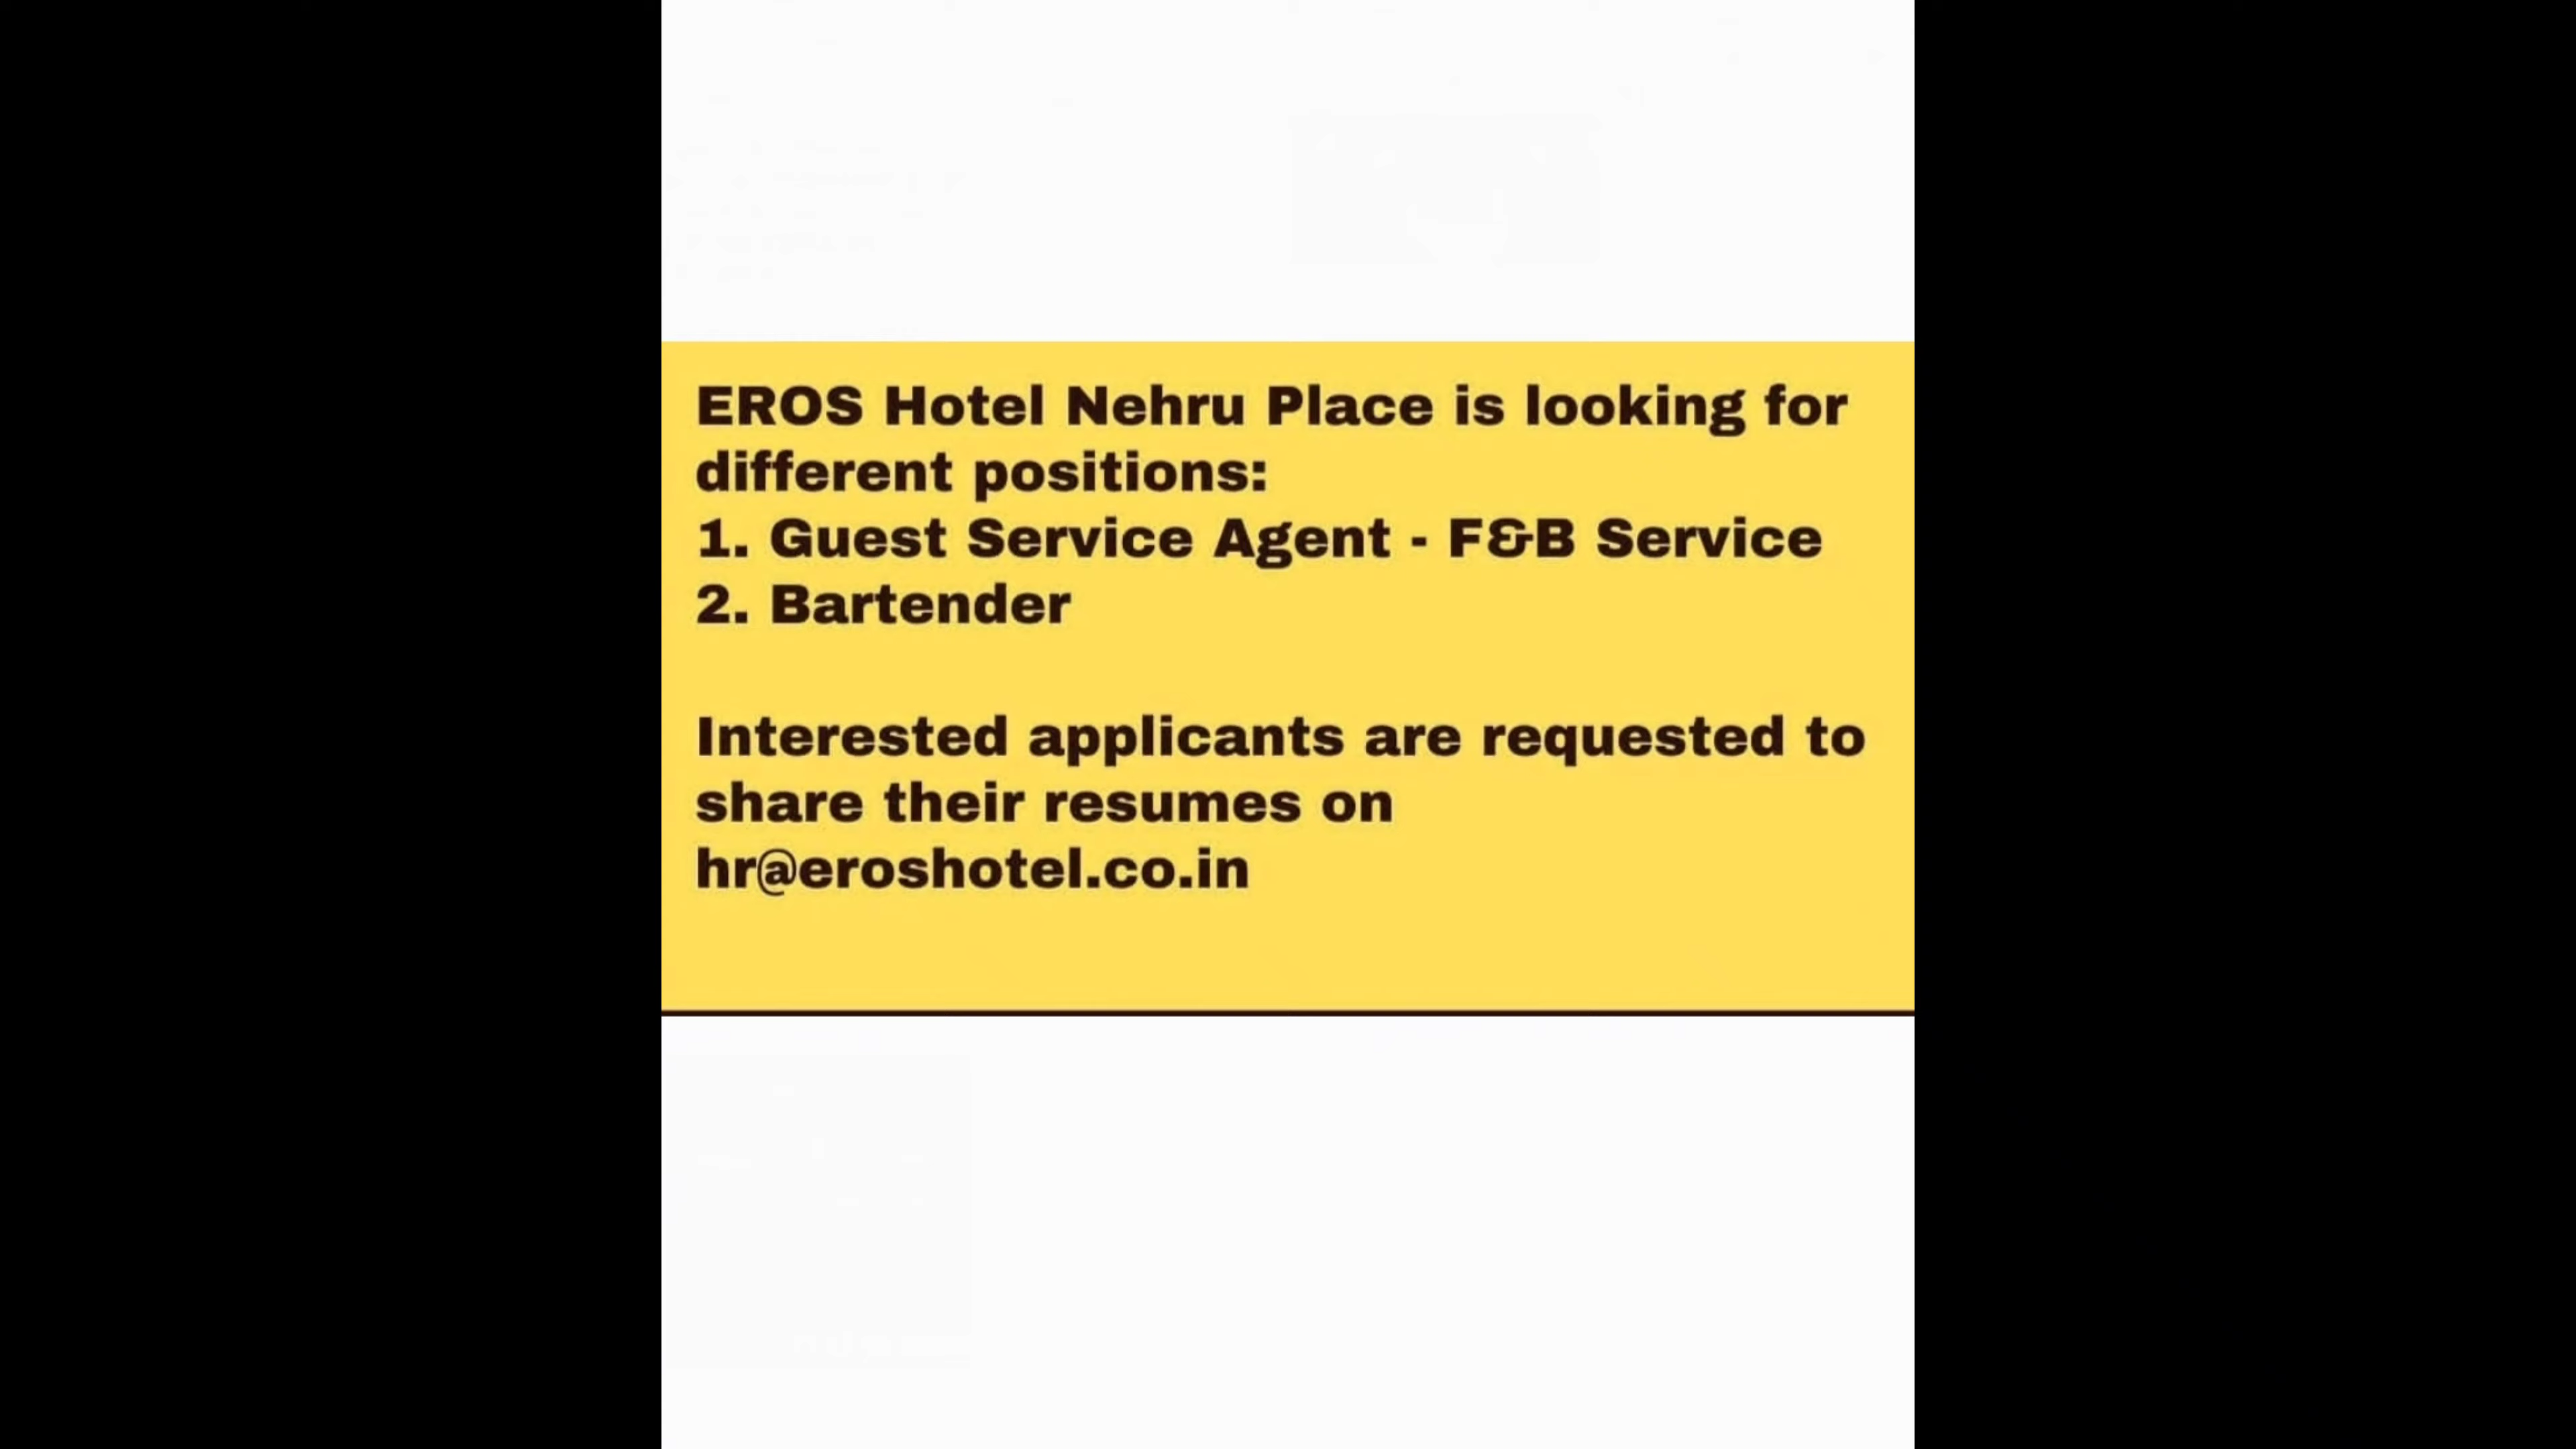 EROS Hotel Nehru Place is looking for
different positions:
1. Guest Service Agent - F&B Service
2. Bartender
Interested applicants are requested to
share their resumes on
hr@eroshotel.co.in